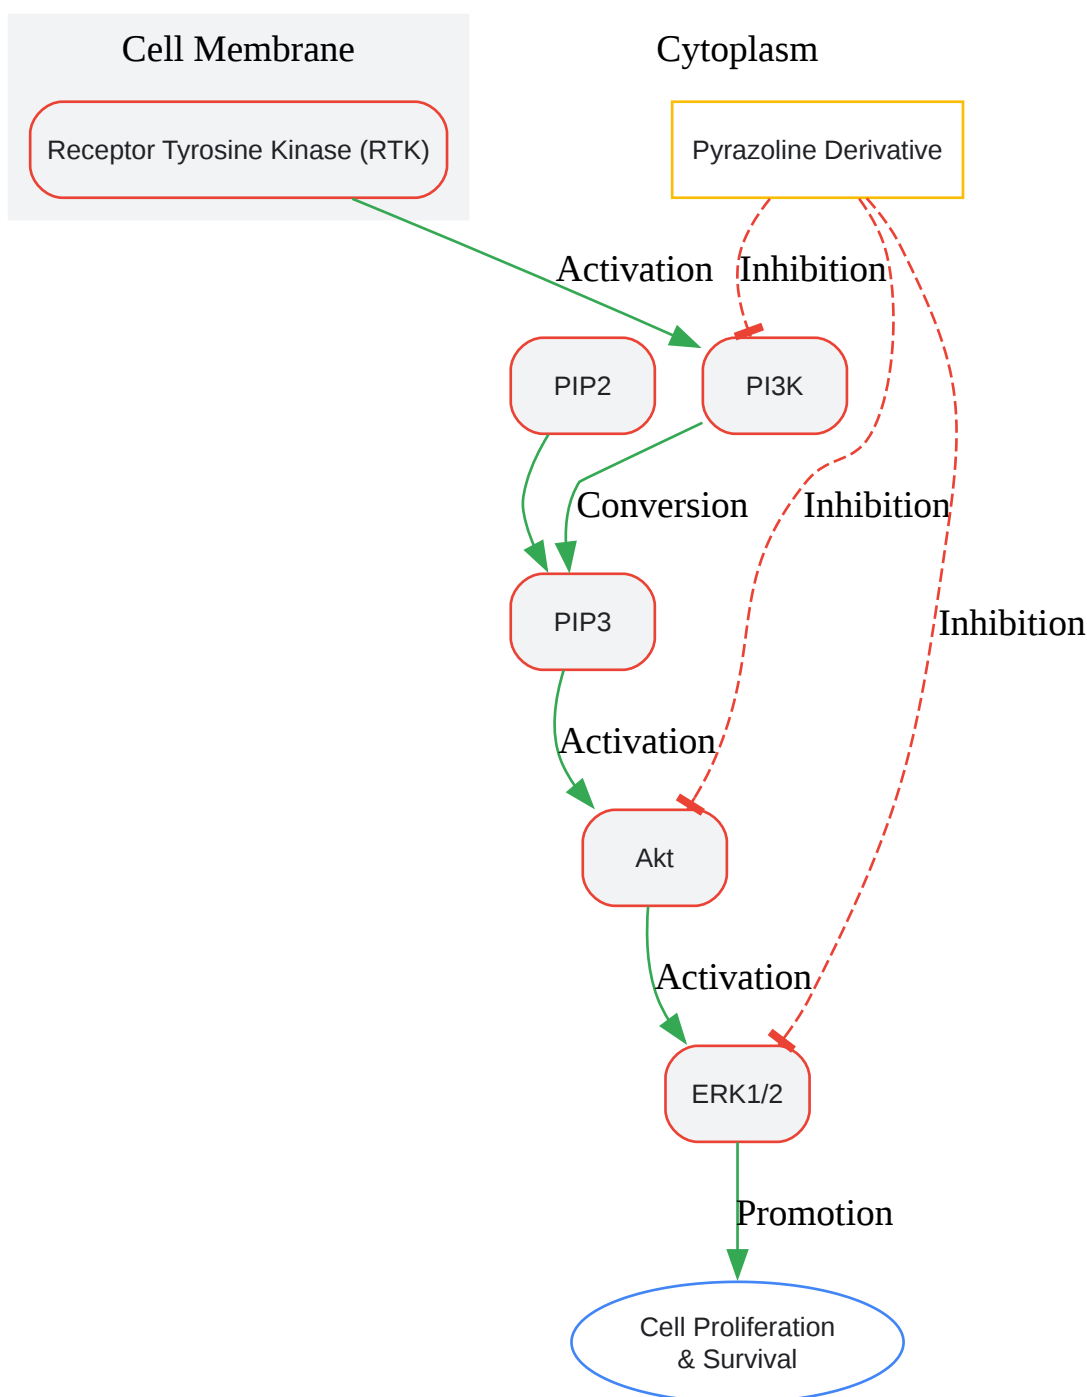 Cell Membrane
Cytoplasm
Receptor Tyrosine Kinase (RTK)
Pyrazoline Derivative
Activation
Inhibition
PIP2
PI3K
Conversion
Inhibition
PIP3
Inhibition
Activation
Akt
Activation
ERK1/2
Promotion
Cell Proliferation
& Survival